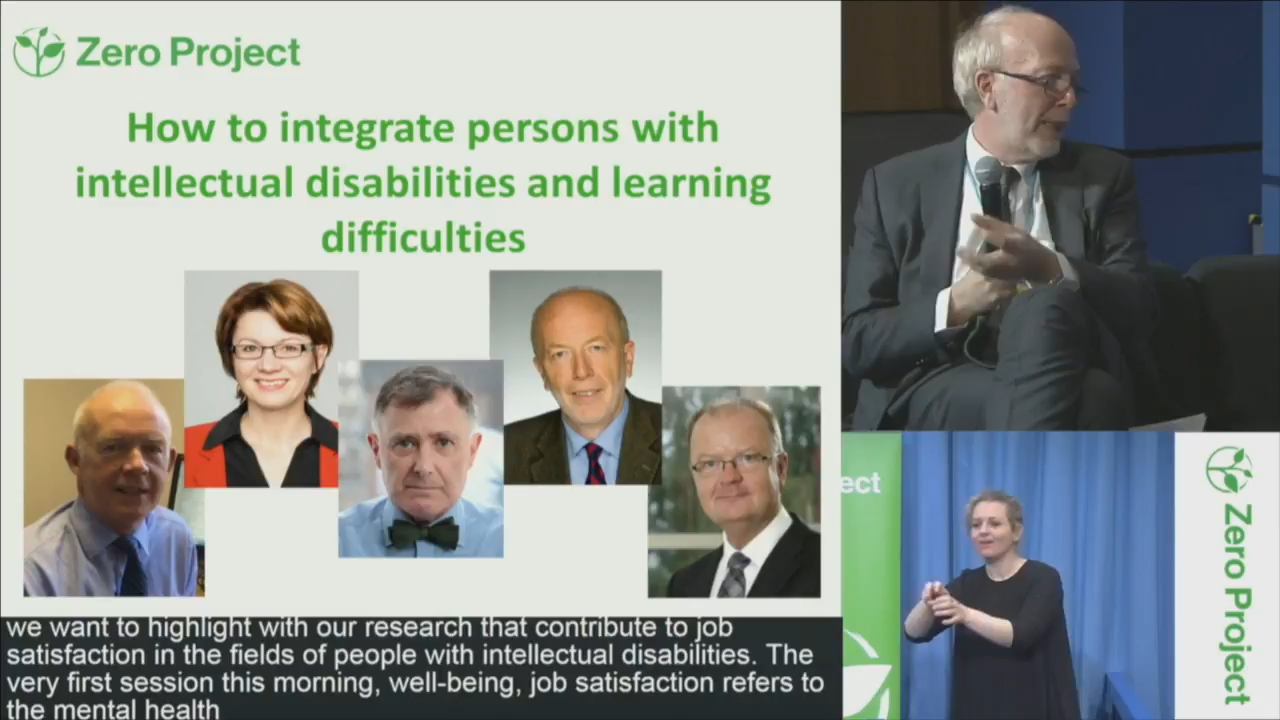 Zero Project
How to integrate persons with
intellectual disabilities and learning
difficulties
we want to highlight with our research that contribute to job
satisfaction in the fields of people with intellectual disabilities. The
very first session this morning, well-being, job satisfaction refers to
the mental health
ect
Zero Project